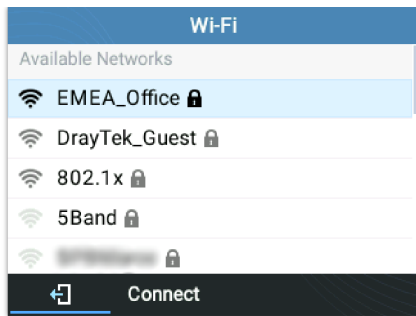 Wi-Fi
Available Networks
EMEA_Office
DrayTek_Guest
802.1x
5Band
Connect